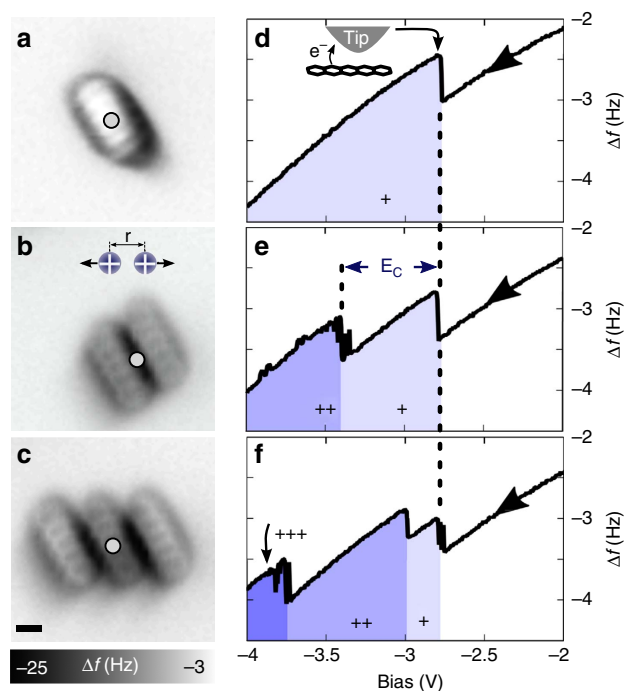 a
b
r
c
−25 Δf (Hz) −3
d
Tip
e−
+
−2
−3
−4
Δf (Hz)
e
E_C
++ +
−2
−3
−4
Δf (Hz)
f
+++
++ +
−2
−3
−4
Δf (Hz)
−4 −3.5 −3 −2.5 −2
Bias (V)